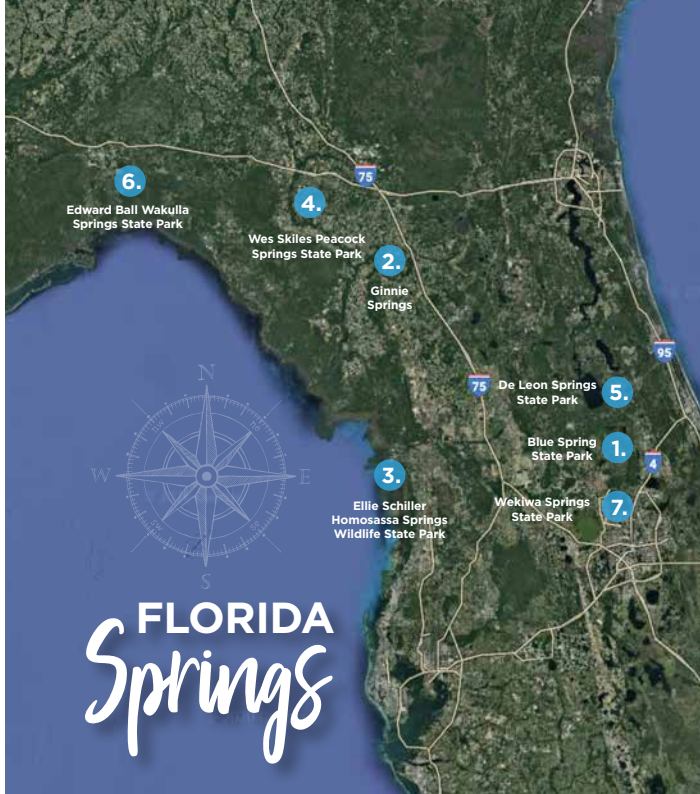 6.
Edward Ball Wakulla
Springs State Park
75
4.
Wes Skiles Peacock
Springs State Park
2.
Ginnie
Springs
95
75
De Leon Springs
State Park
5.
Blue Spring
State Park
1.
4
3.
Ellie Schiller
Homosassa Springs
Wildlife State Park
Wekiwa Springs
State Park
7.
N
W
E
S
FLORIDA
Springs